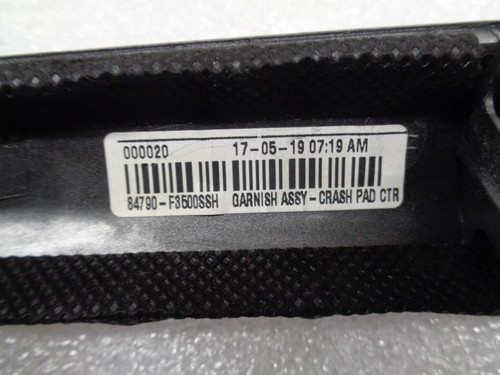 000020 17-05-19 07:19 AM
84790-F3500SSH GARNISH ASSY-CRASH PAD CTR